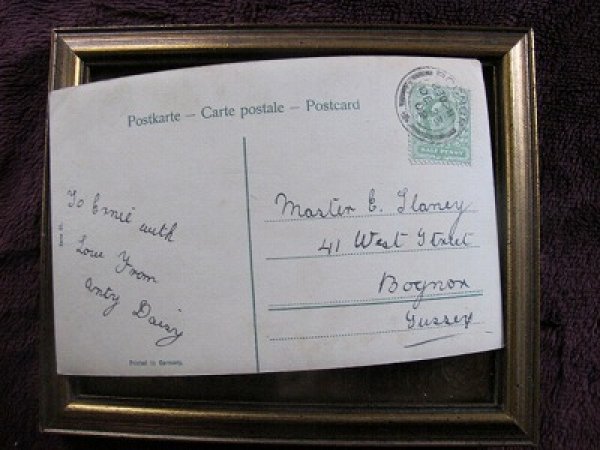 Postkarte – Carte postale – Postcard
HALF PENNY
To Ernie with
Love From
Anty Daisy
Master E. Slaney
41 West Street
Bognor
Sussex
Printed in Germany.